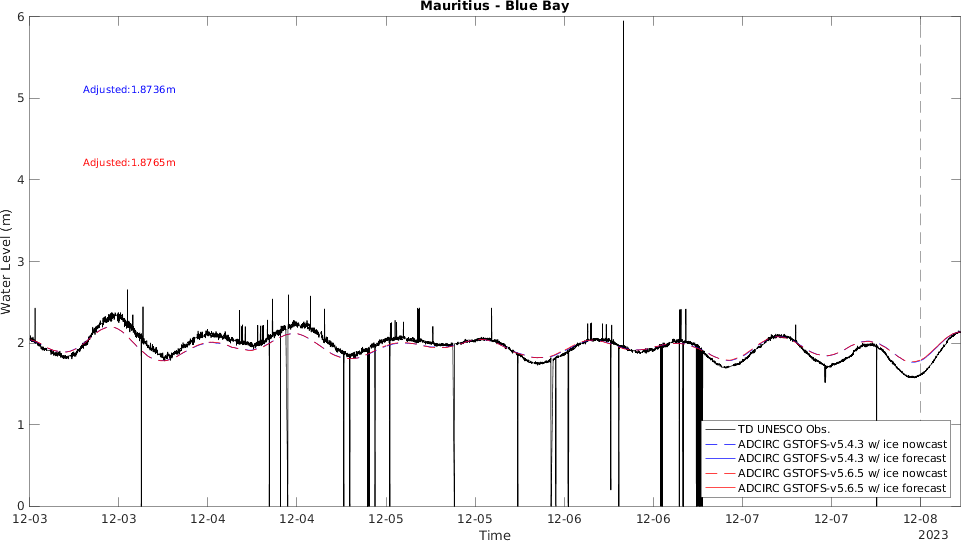 Mauritius - Blue Bay
6
5
4
3
2
1
0
Water Level (m)
Adjusted:1.8736m
Adjusted:1.8765m
TD UNESCO Obs.
ADCIRC GSTOFS-v5.4.3 w/ ice nowcast
ADCIRC GSTOFS-v5.4.3 w/ ice forecast
ADCIRC GSTOFS-v5.6.5 w/ ice nowcast
ADCIRC GSTOFS-v5.6.5 w/ ice forecast
12-03 12-03 12-04 12-04 12-05 12-05 12-06 12-06 12-07 12-07 12-08
Time
2023